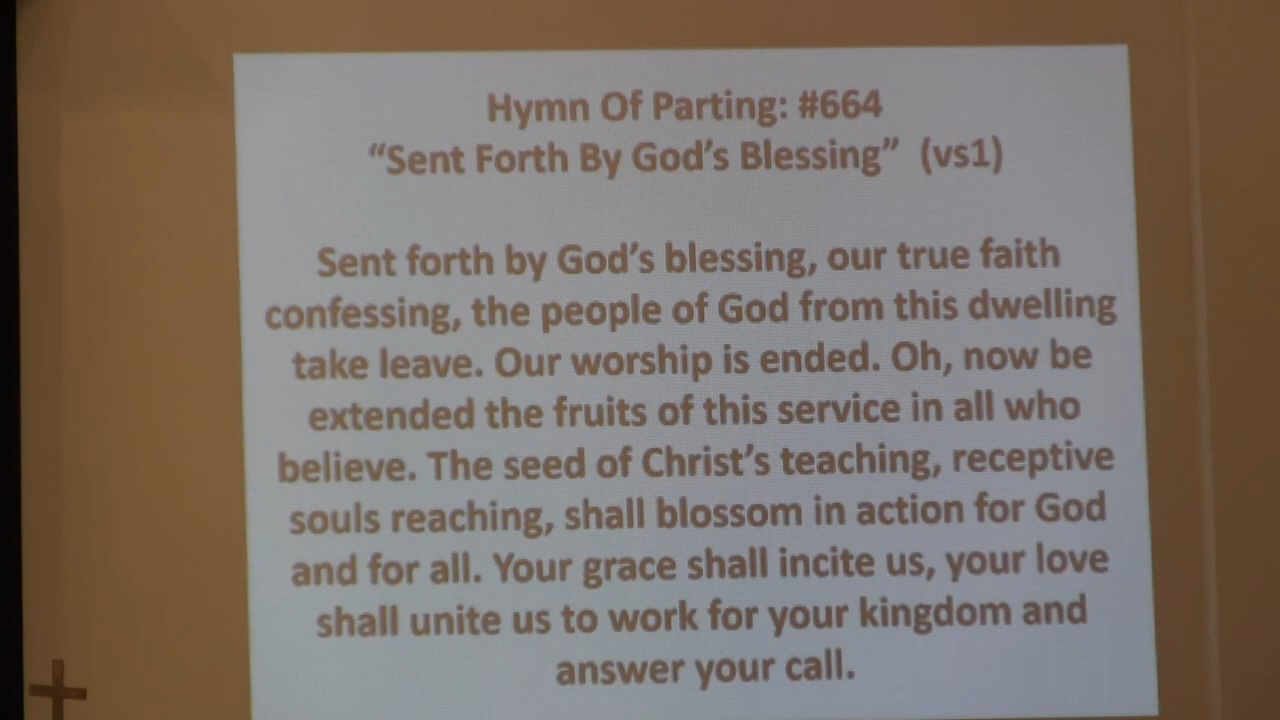 Hymn Of Parting: #664
“Sent Forth By God’s Blessing” (vs1)
Sent forth by God’s blessing, our true faith
confessing, the people of God from this dwelling
take leave. Our worship is ended. Oh, now be
extended the fruits of this service in all who
believe. The seed of Christ’s teaching, receptive
souls reaching, shall blossom in action for God
and for all. Your grace shall incite us, your love
shall unite us to work for your kingdom and
answer your call.